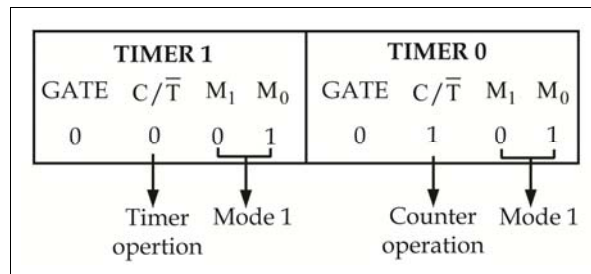 TIMER 1 TIMER 0
GATE C/T̅ M₁ M₀ GATE C/T̅ M₁ M₀
0 0 0 1 0 1 0 1
Timer Mode 1 Counter Mode 1
opertion operation